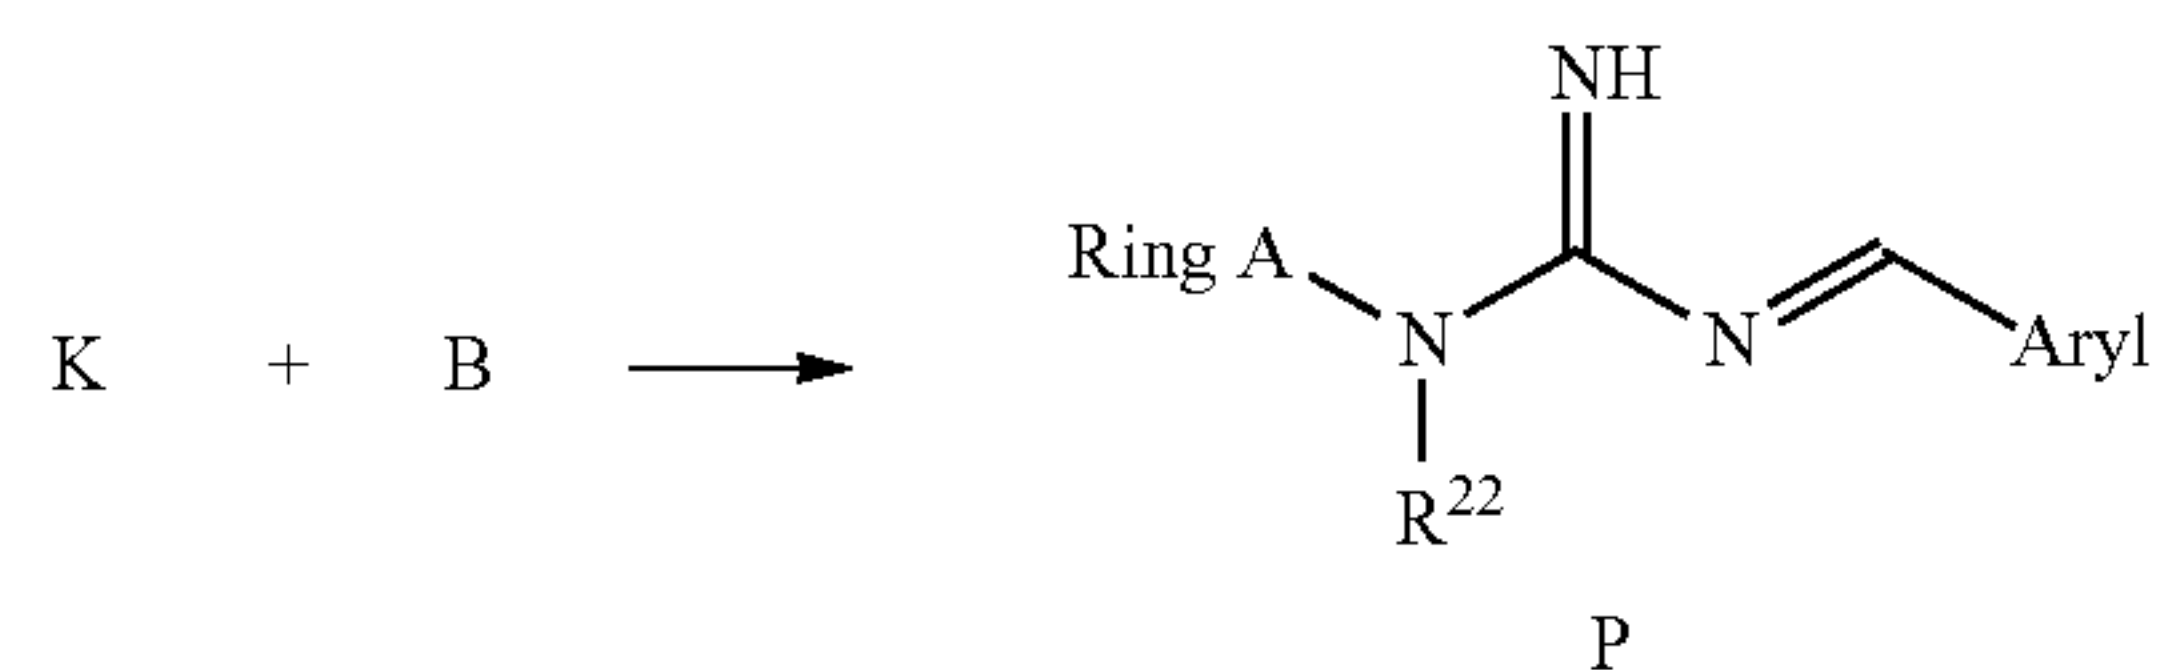 NH
Ring A
K + B
N
N
Aryl
R²²
P